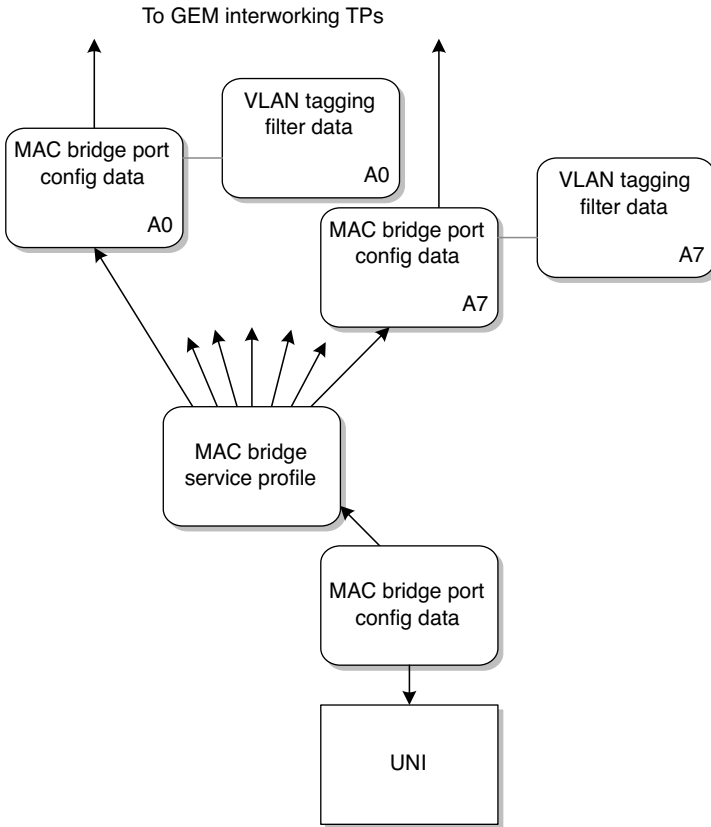 To GEM interworking TPs
VLAN tagging
filter data
A0
MAC bridge port
config data
A0
VLAN tagging
filter data
A7
MAC bridge port
config data
A7
MAC bridge
service profile
MAC bridge port
config data
UNI